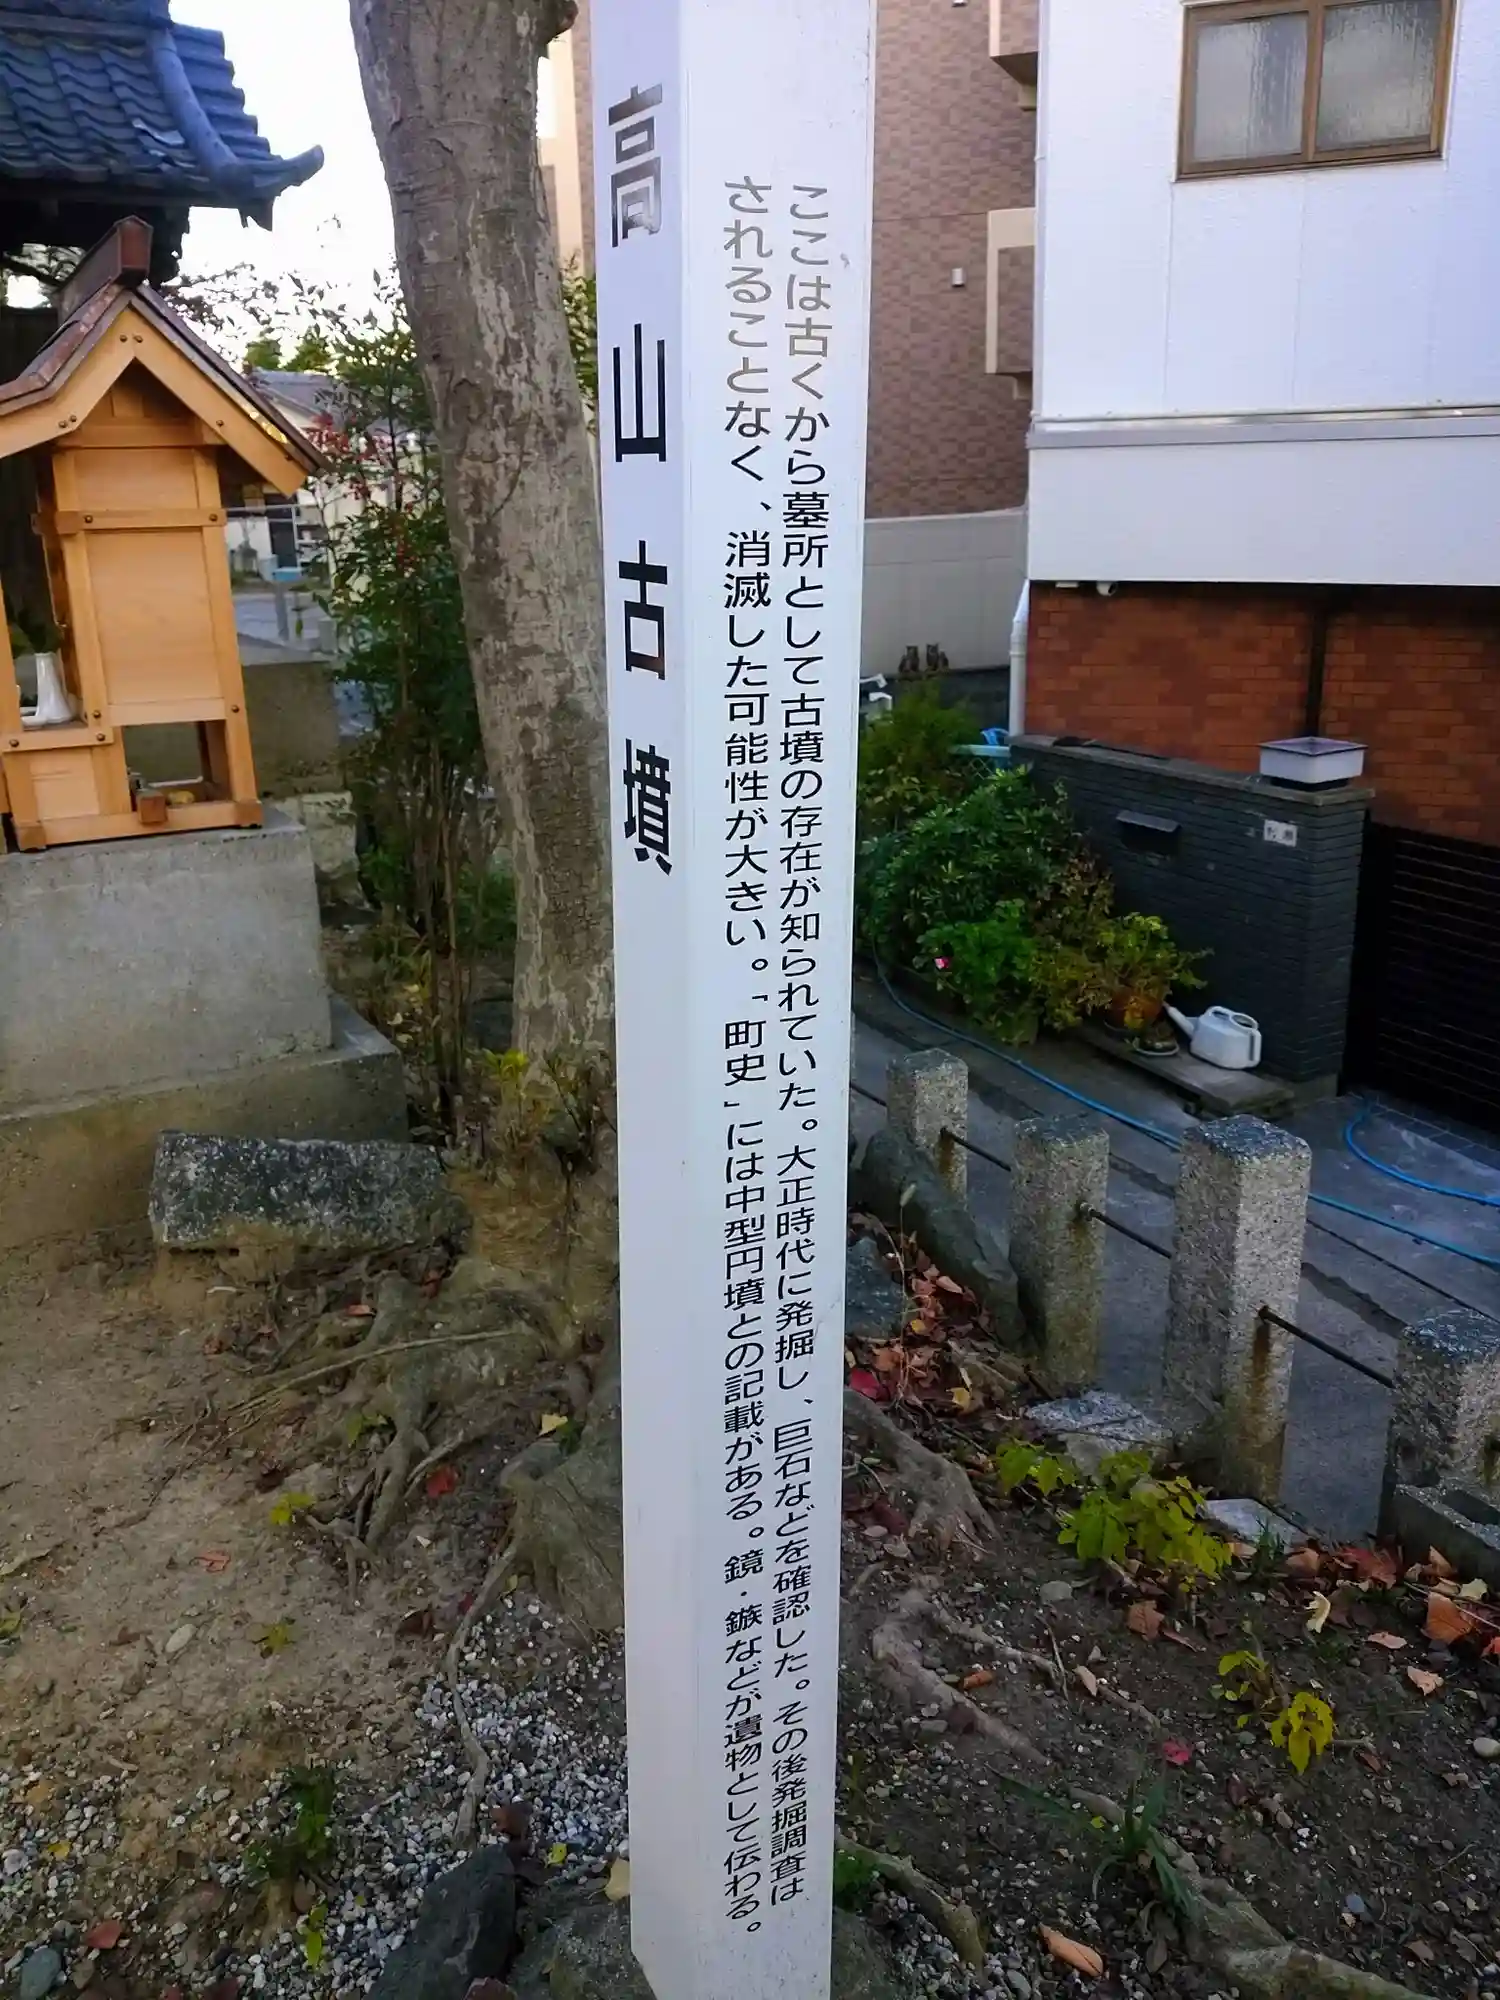 高山古墳
ここは古くから墓所として古墳の存在が知られていた。大正時代に発掘し、巨石などを確認した。その後発掘調査は
されることなく、消滅した可能性が大きい。「町史」には中型円墳との記載がある。鏡・鏃などが遺物として伝わる。